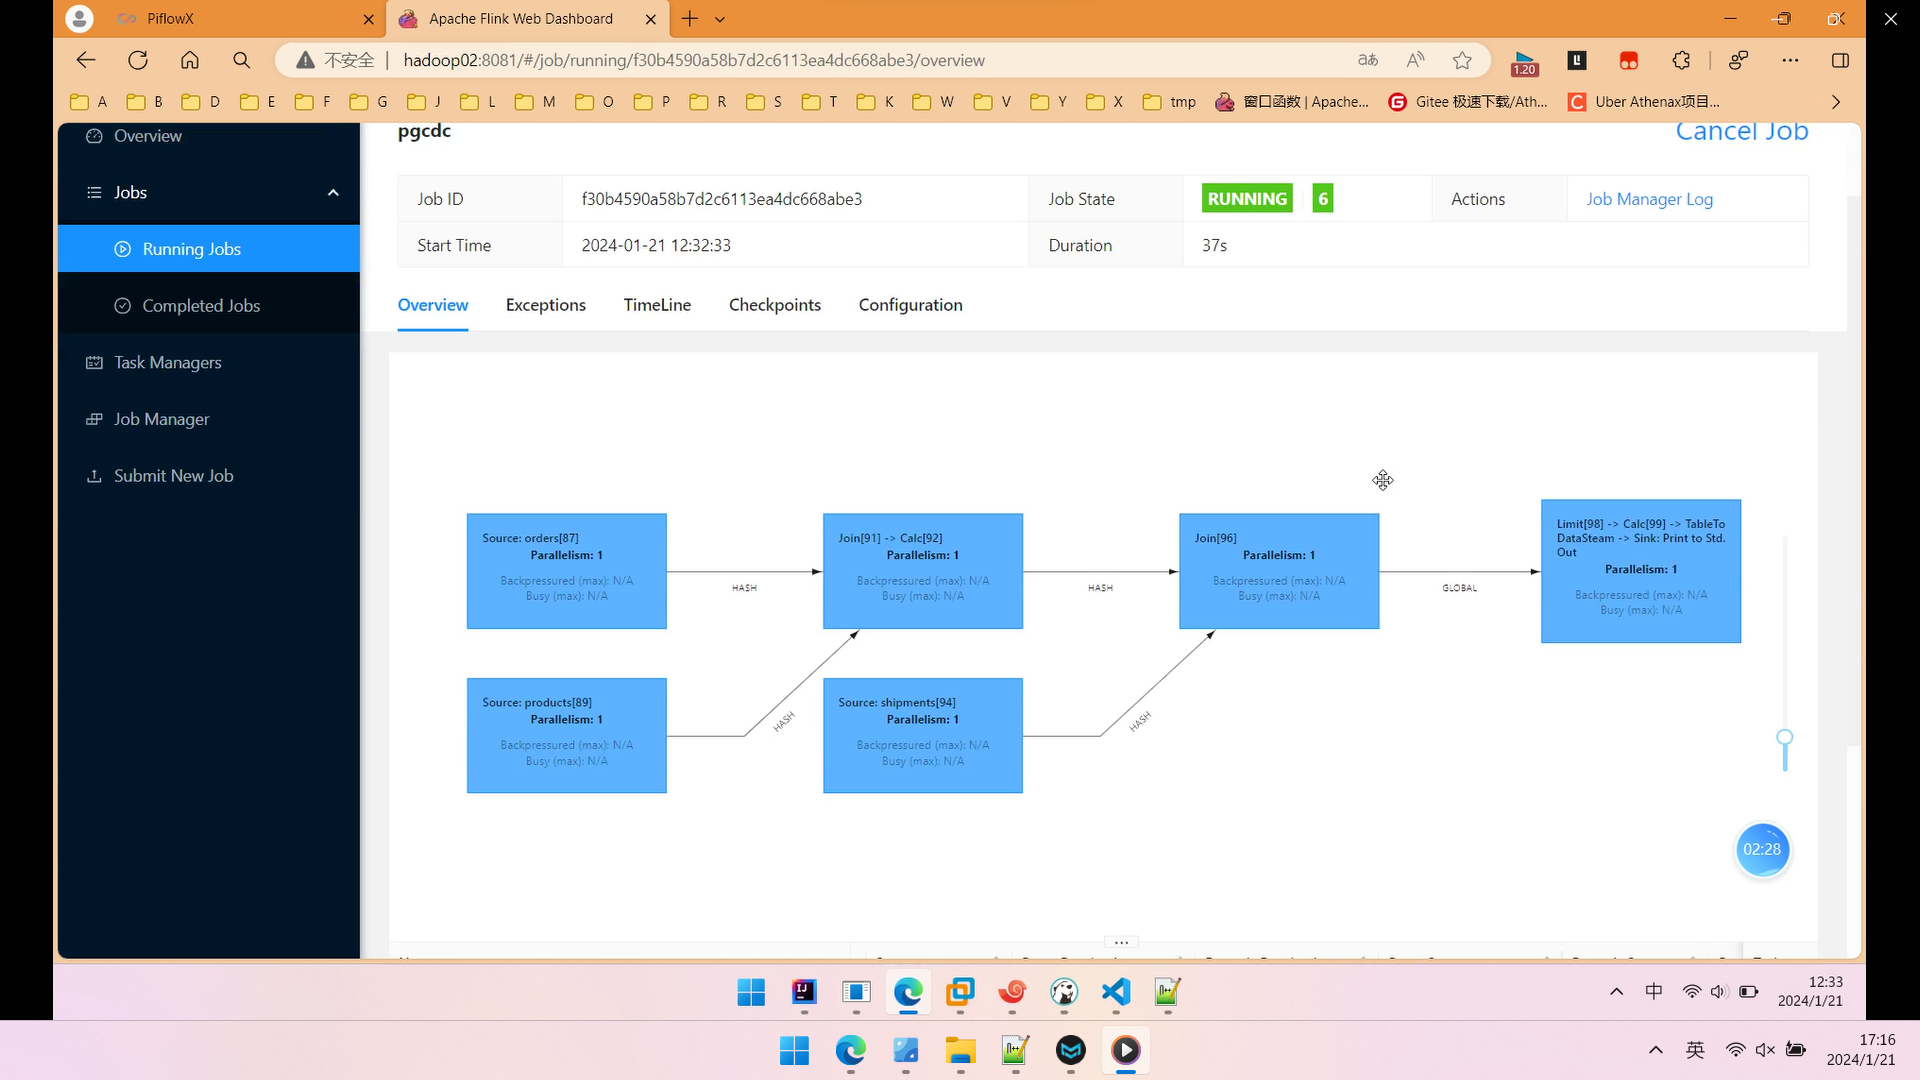 PiflowX
Apache Flink Web Dashboard
不安全
hadoop02:8081/#/job/running/f30b4590a58b7d2c6113ea4dc668abe3/overview
1.20
A
B
D
E
F
G
J
L
M
O
P
R
S
T
K
W
V
Y
X
tmp
窗口函数 | Apache...
Gitee 极速下载/Ath...
Uber Athenax项目...
Overview
Jobs
Running Jobs
Completed Jobs
Task Managers
Job Manager
Submit New Job
pgcdc
Cancel Job
Job ID
f30b4590a58b7d2c6113ea4dc668abe3
Job State
RUNNING
6
Actions
Job Manager Log
Start Time
2024-01-21 12:32:33
Duration
37s
Overview
Exceptions
TimeLine
Checkpoints
Configuration
Source: orders[87]
Parallelism: 1
Backpressured (max): N/A
Busy (max): N/A
HASH
Join[91] -> Calc[92]
Parallelism: 1
Backpressured (max): N/A
Busy (max): N/A
HASH
Join[96]
Parallelism: 1
Backpressured (max): N/A
Busy (max): N/A
GLOBAL
Limit[98] -> Calc[99] -> TableTo
DataSteam -> Sink: Print to Std.
Out
Parallelism: 1
Backpressured (max): N/A
Busy (max): N/A
Source: products[89]
Parallelism: 1
Backpressured (max): N/A
Busy (max): N/A
HASH
Source: shipments[94]
Parallelism: 1
Backpressured (max): N/A
Busy (max): N/A
HASH
02:28
中
12:33
2024/1/21
英
17:16
2024/1/21